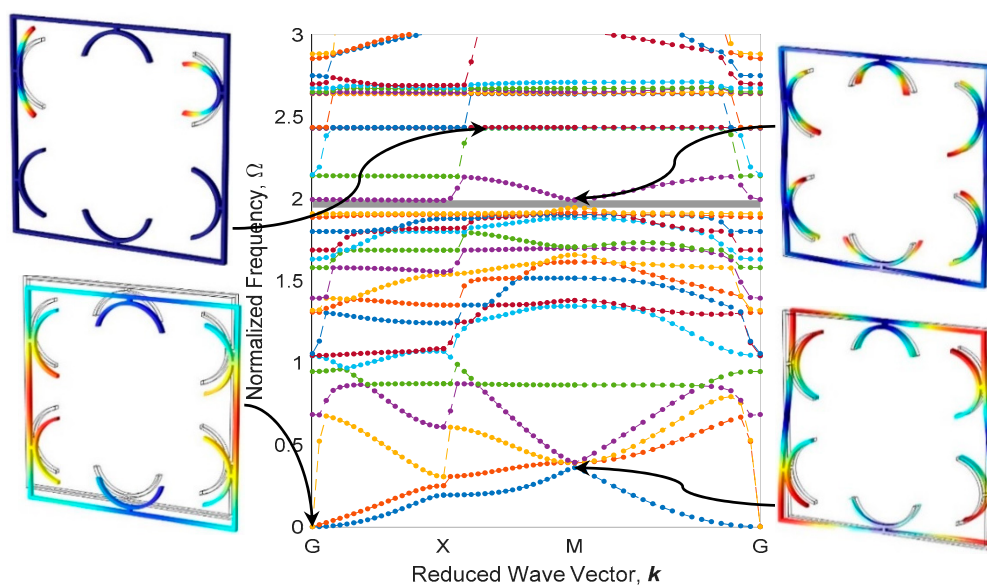 3
2.5
2
1.5
1
0.5
0
Normalized Frequency, Ω
G X M G
Reduced Wave Vector, k